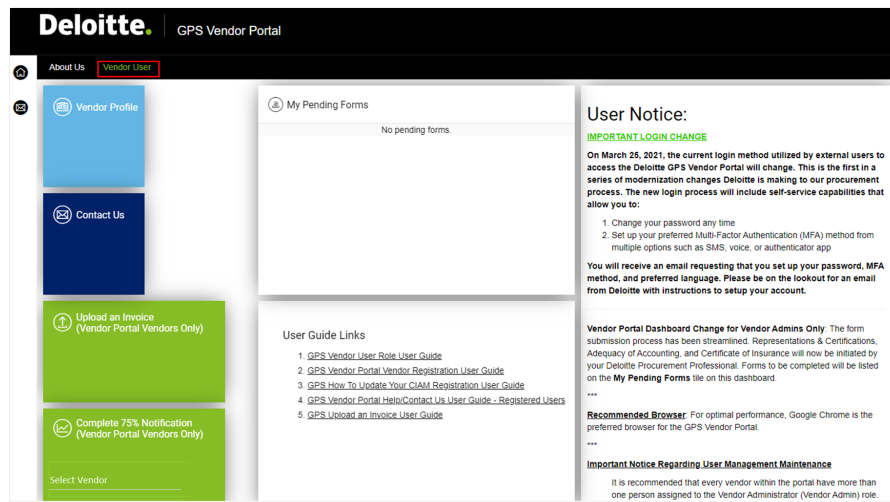 Deloitte.
GPS Vendor Portal
About Us
Vendor User
Vendor Profile
Contact Us
Upload an Invoice
(Vendor Portal Vendors Only)
Complete 75% Notification
(Vendor Portal Vendors Only)
Select Vendor
My Pending Forms
No pending forms.
User Guide Links
1. GPS Vendor User Role User Guide
2. GPS Vendor Portal Vendor Registration User Guide
3. GPS How To Update Your CIAM Registration User Guide
4. GPS Vendor Portal Help/Contact Us User Guide - Registered Users
5. GPS Upload an Invoice User Guide
User Notice:
IMPORTANT LOGIN CHANGE
On March 25, 2021, the current login method utilized by external users to
access the Deloitte GPS Vendor Portal will change. This is the first in a
series of modernization changes Deloitte is making to our procurement
process. The new login process will include self-service capabilities that
allow you to:
1. Change your password any time
2. Set up your preferred Multi-Factor Authentication (MFA) method from
multiple options such as SMS, voice, or authenticator app
You will receive an email requesting that you set up your password, MFA
method, and preferred language. Please be on the lookout for an email
from Deloitte with instructions to setup your account.
Vendor Portal Dashboard Change for Vendor Admins Only: The form
submission process has been streamlined. Representations & Certifications,
Adequacy of Accounting, and Certificate of Insurance will now be initiated by
your Deloitte Procurement Professional. Forms to be completed will be listed
on the My Pending Forms tile on this dashboard.
***
Recommended Browser: For optimal performance, Google Chrome is the
preferred browser for the GPS Vendor Portal.
***
Important Notice Regarding User Management Maintenance
It is recommended that every vendor within the portal have more than
one person assigned to the Vendor Administrator (Vendor Admin) role.